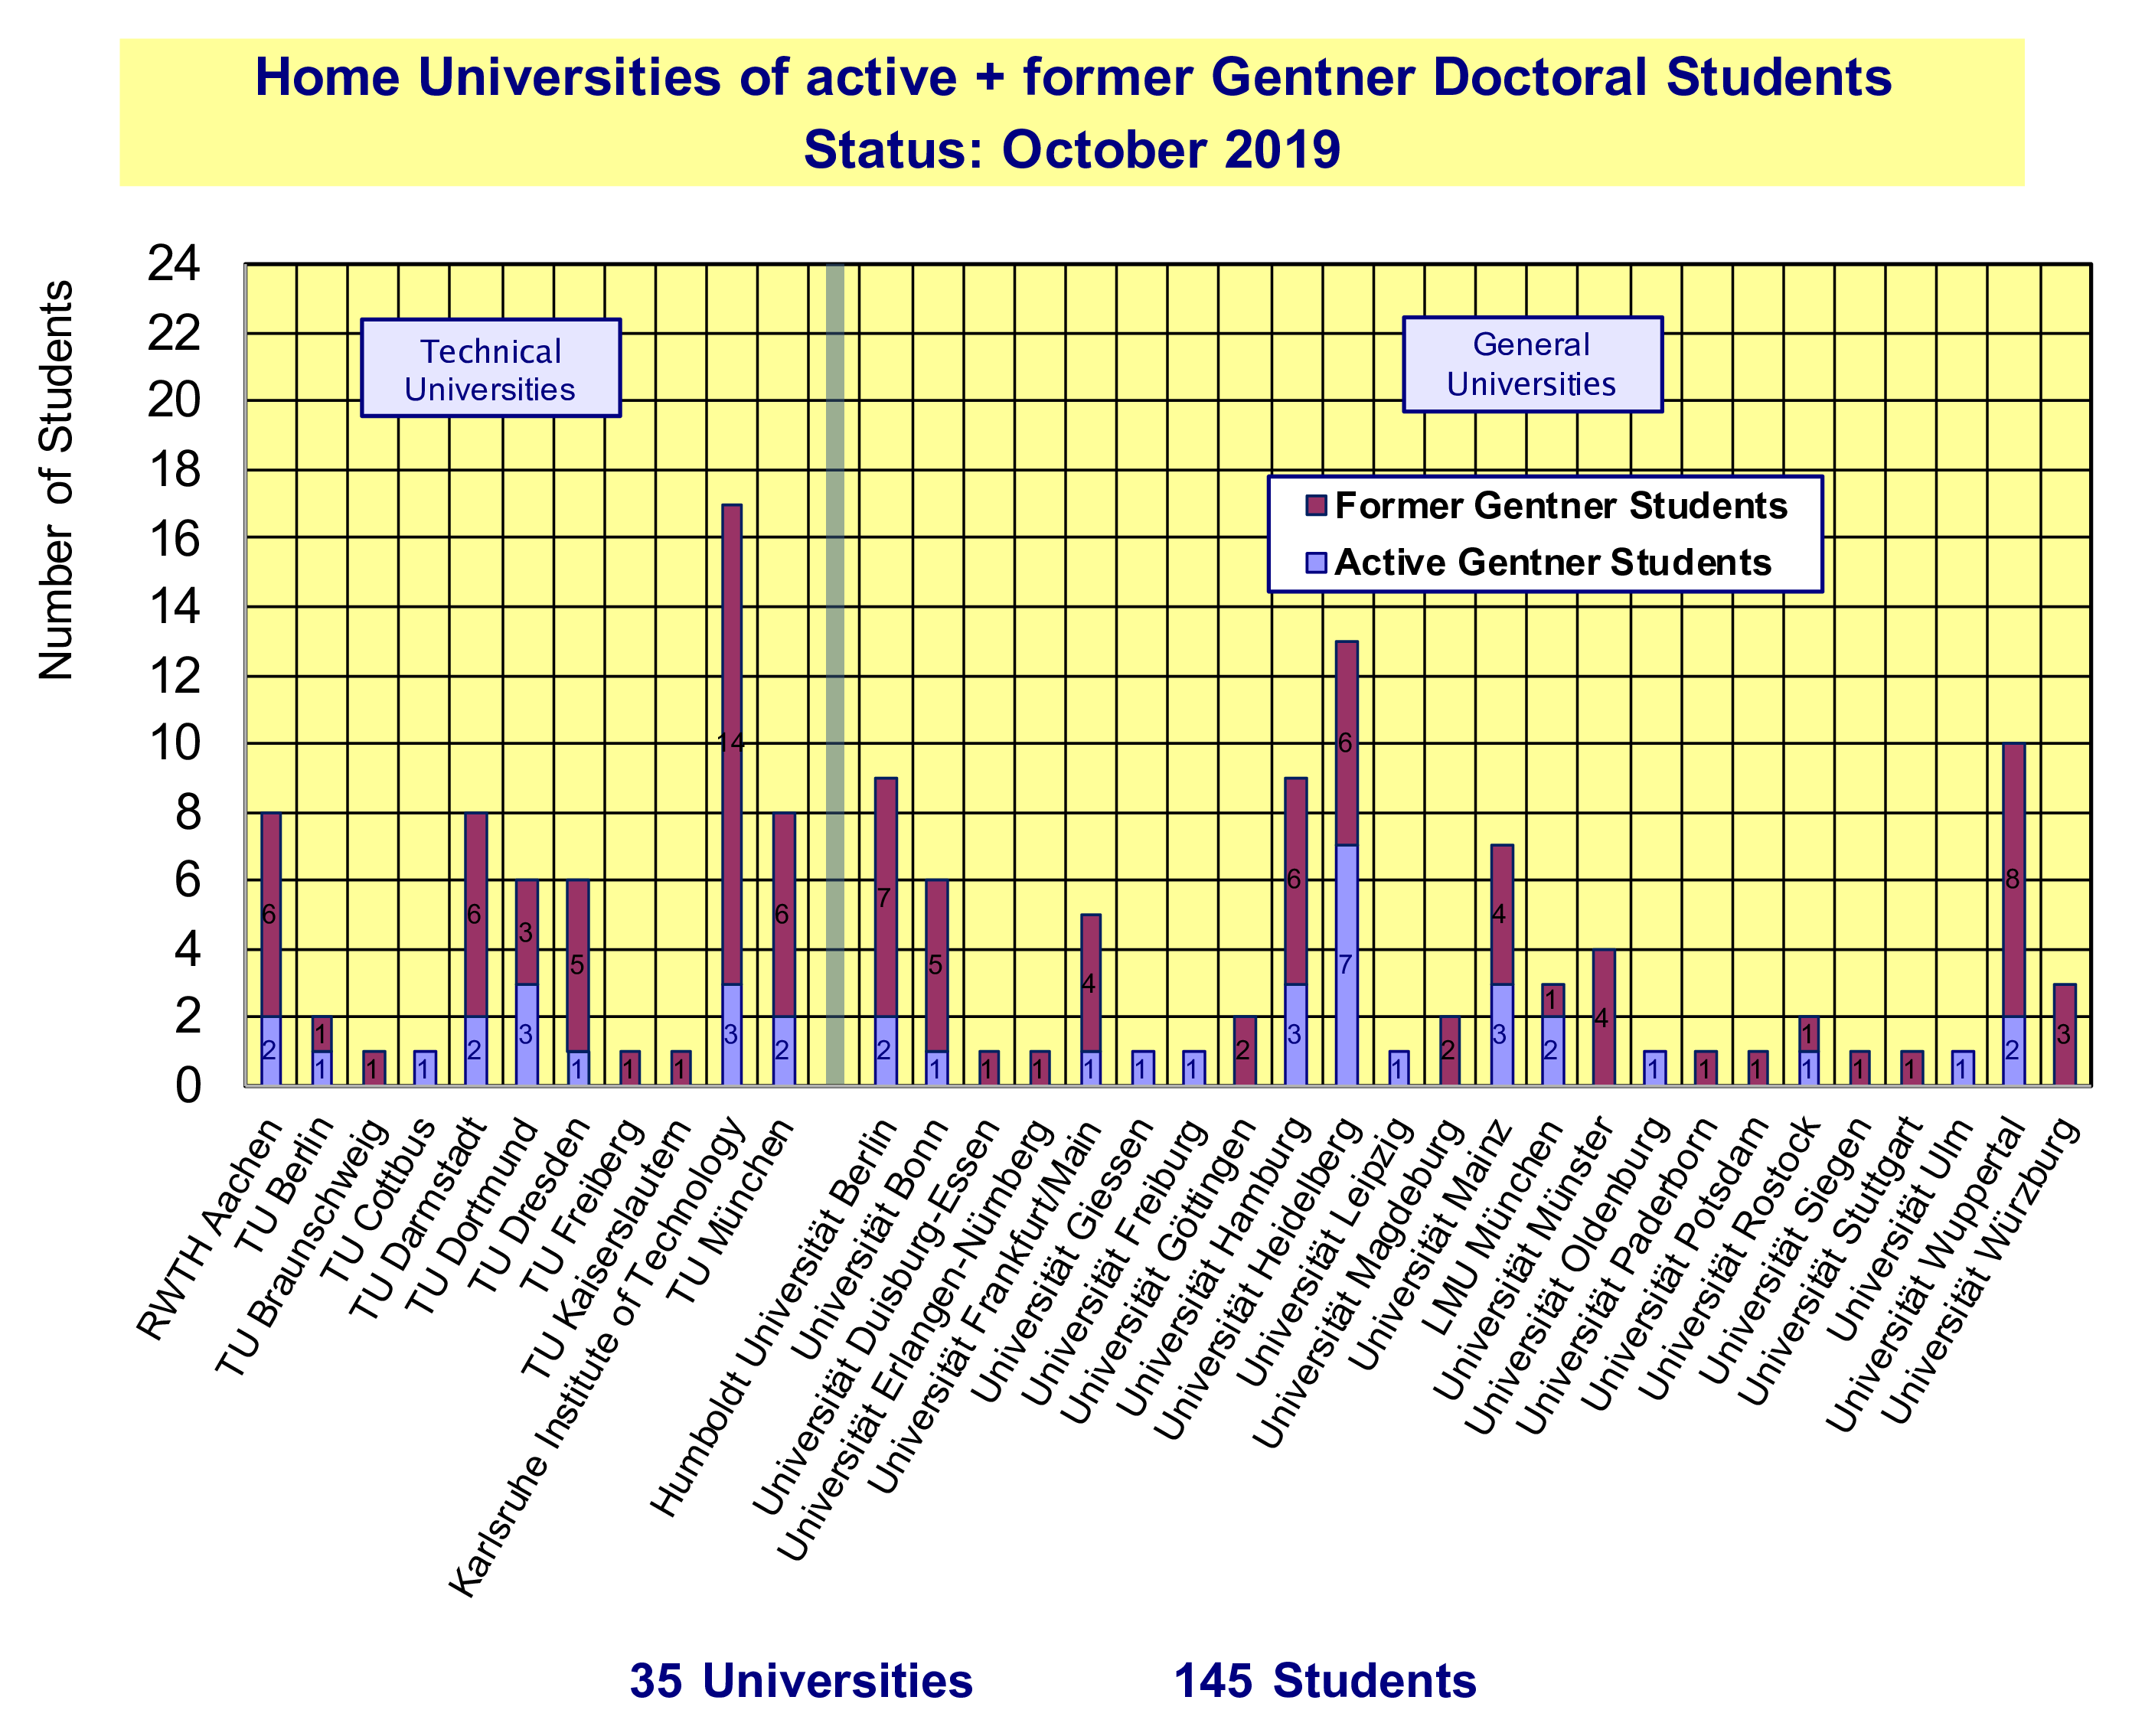 Home Universities of active + former Gentner Doctoral Students
Status: October 2019
Number of Students
24
22
20
18
16
14
12
10
8
6
4
2
0
Technical
Universities
General
Universities
Former Gentner Students
Active Gentner Students
6
2
1
1
1
1
6
2
3
3
5
1
1
1
14
3
6
2
7
2
5
1
1
1
4
1
1
1
2
6
3
6
7
1
2
4
3
1
2
4
1
1
1
1
1
1
1
1
8
2
3
RWTH Aachen
TU Berlin
TU Braunschweig
TU Cottbus
TU Darmstadt
TU Dortmund
TU Dresden
TU Freiberg
TU Kaiserslautern
Karlsruhe Institute of Technology
TU München
Humboldt Universität Berlin
Universität Bonn
Universität Duisburg-Essen
Universität Erlangen-Nürnberg
Universität Frankfurt/Main
Universität Giessen
Universität Freiburg
Universität Göttingen
Universität Hamburg
Universität Heidelberg
Universität Leipzig
Universität Magdeburg
Universität Mainz
LMU München
Universität Münster
Universität Oldenburg
Universität Paderborn
Universität Potsdam
Universität Rostock
Universität Siegen
Universität Stuttgart
Universität Ulm
Universität Wuppertal
Universität Würzburg
35 Universities
145 Students